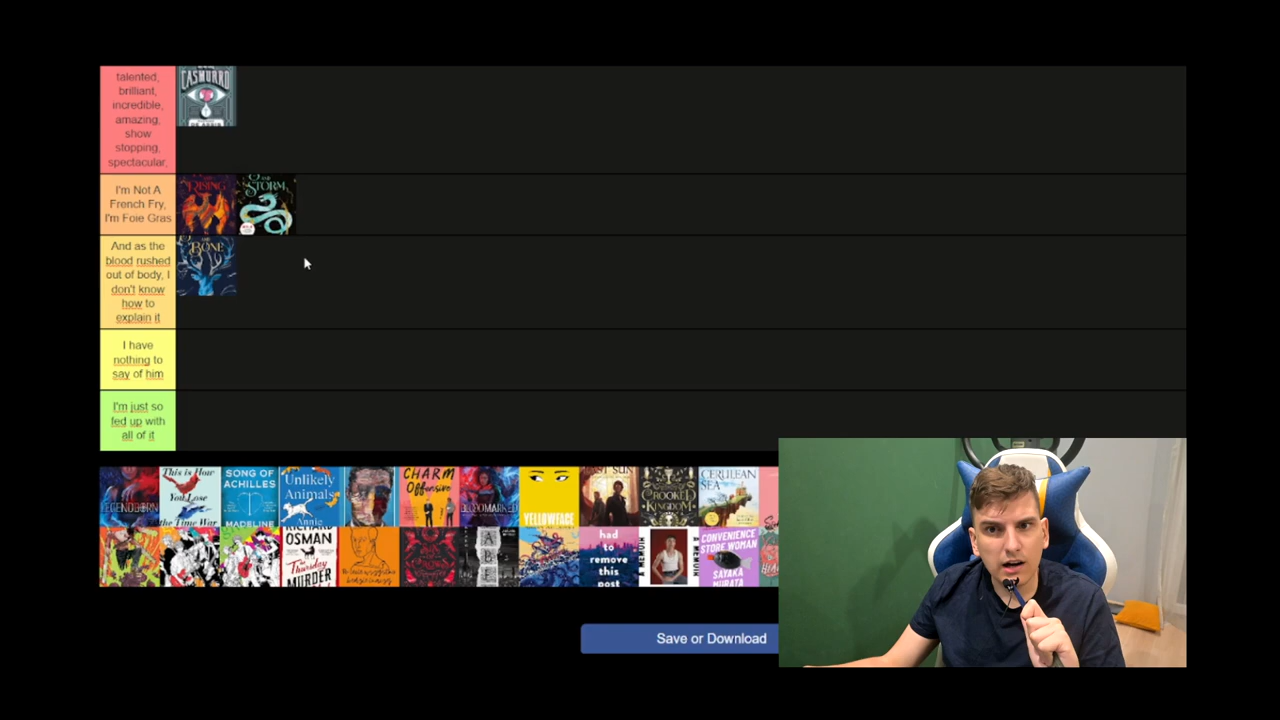 talented,
brilliant,
incredible,
amazing,
show
stopping,
spectacular,
CASMURRO
I'm Not A
French Fry,
I'm Foie Gras
RISING
AND
STORM
And as the
blood rushed
out of body, I
don't know
how to
explain it
BONE
I have
nothing to
say of him
I'm just so
fed up with
all of it
LEGENDBORN
This is How
You Lose
the Time War
SONG OF
ACHILLES
MADELINE
Unlikely
Animals
Annie
CHARM
Offensive
BLOODMARKED
YELLOWFACE
CROOKED
KINGDOM
CERULEAN
SEA
RICHARD
OSMAN
The
Thursday
MURDER
BABEL
had
to remove
this
post
A MEMOIR
A MEMOIR
CONVENIENCE
STORE WOMAN
SAYAKA
MURATA
Save or Download